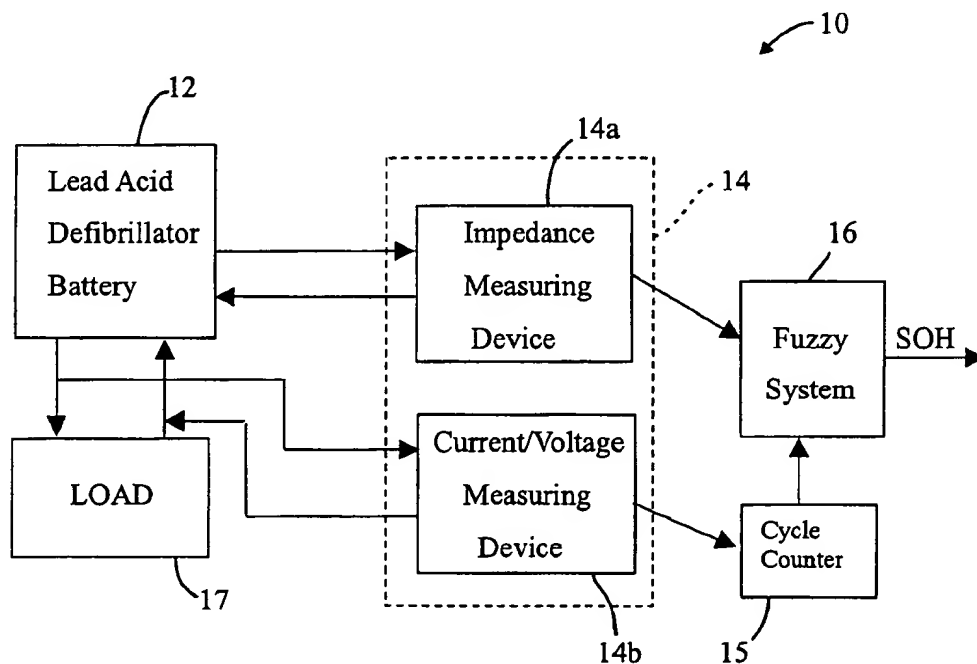 10
12
Lead Acid
Defibrillator
Battery
14a
Impedance
Measuring
Device
14
16
Fuzzy
System
SOH
LOAD
17
Current/Voltage
Measuring
Device
14b
Cycle
Counter
15